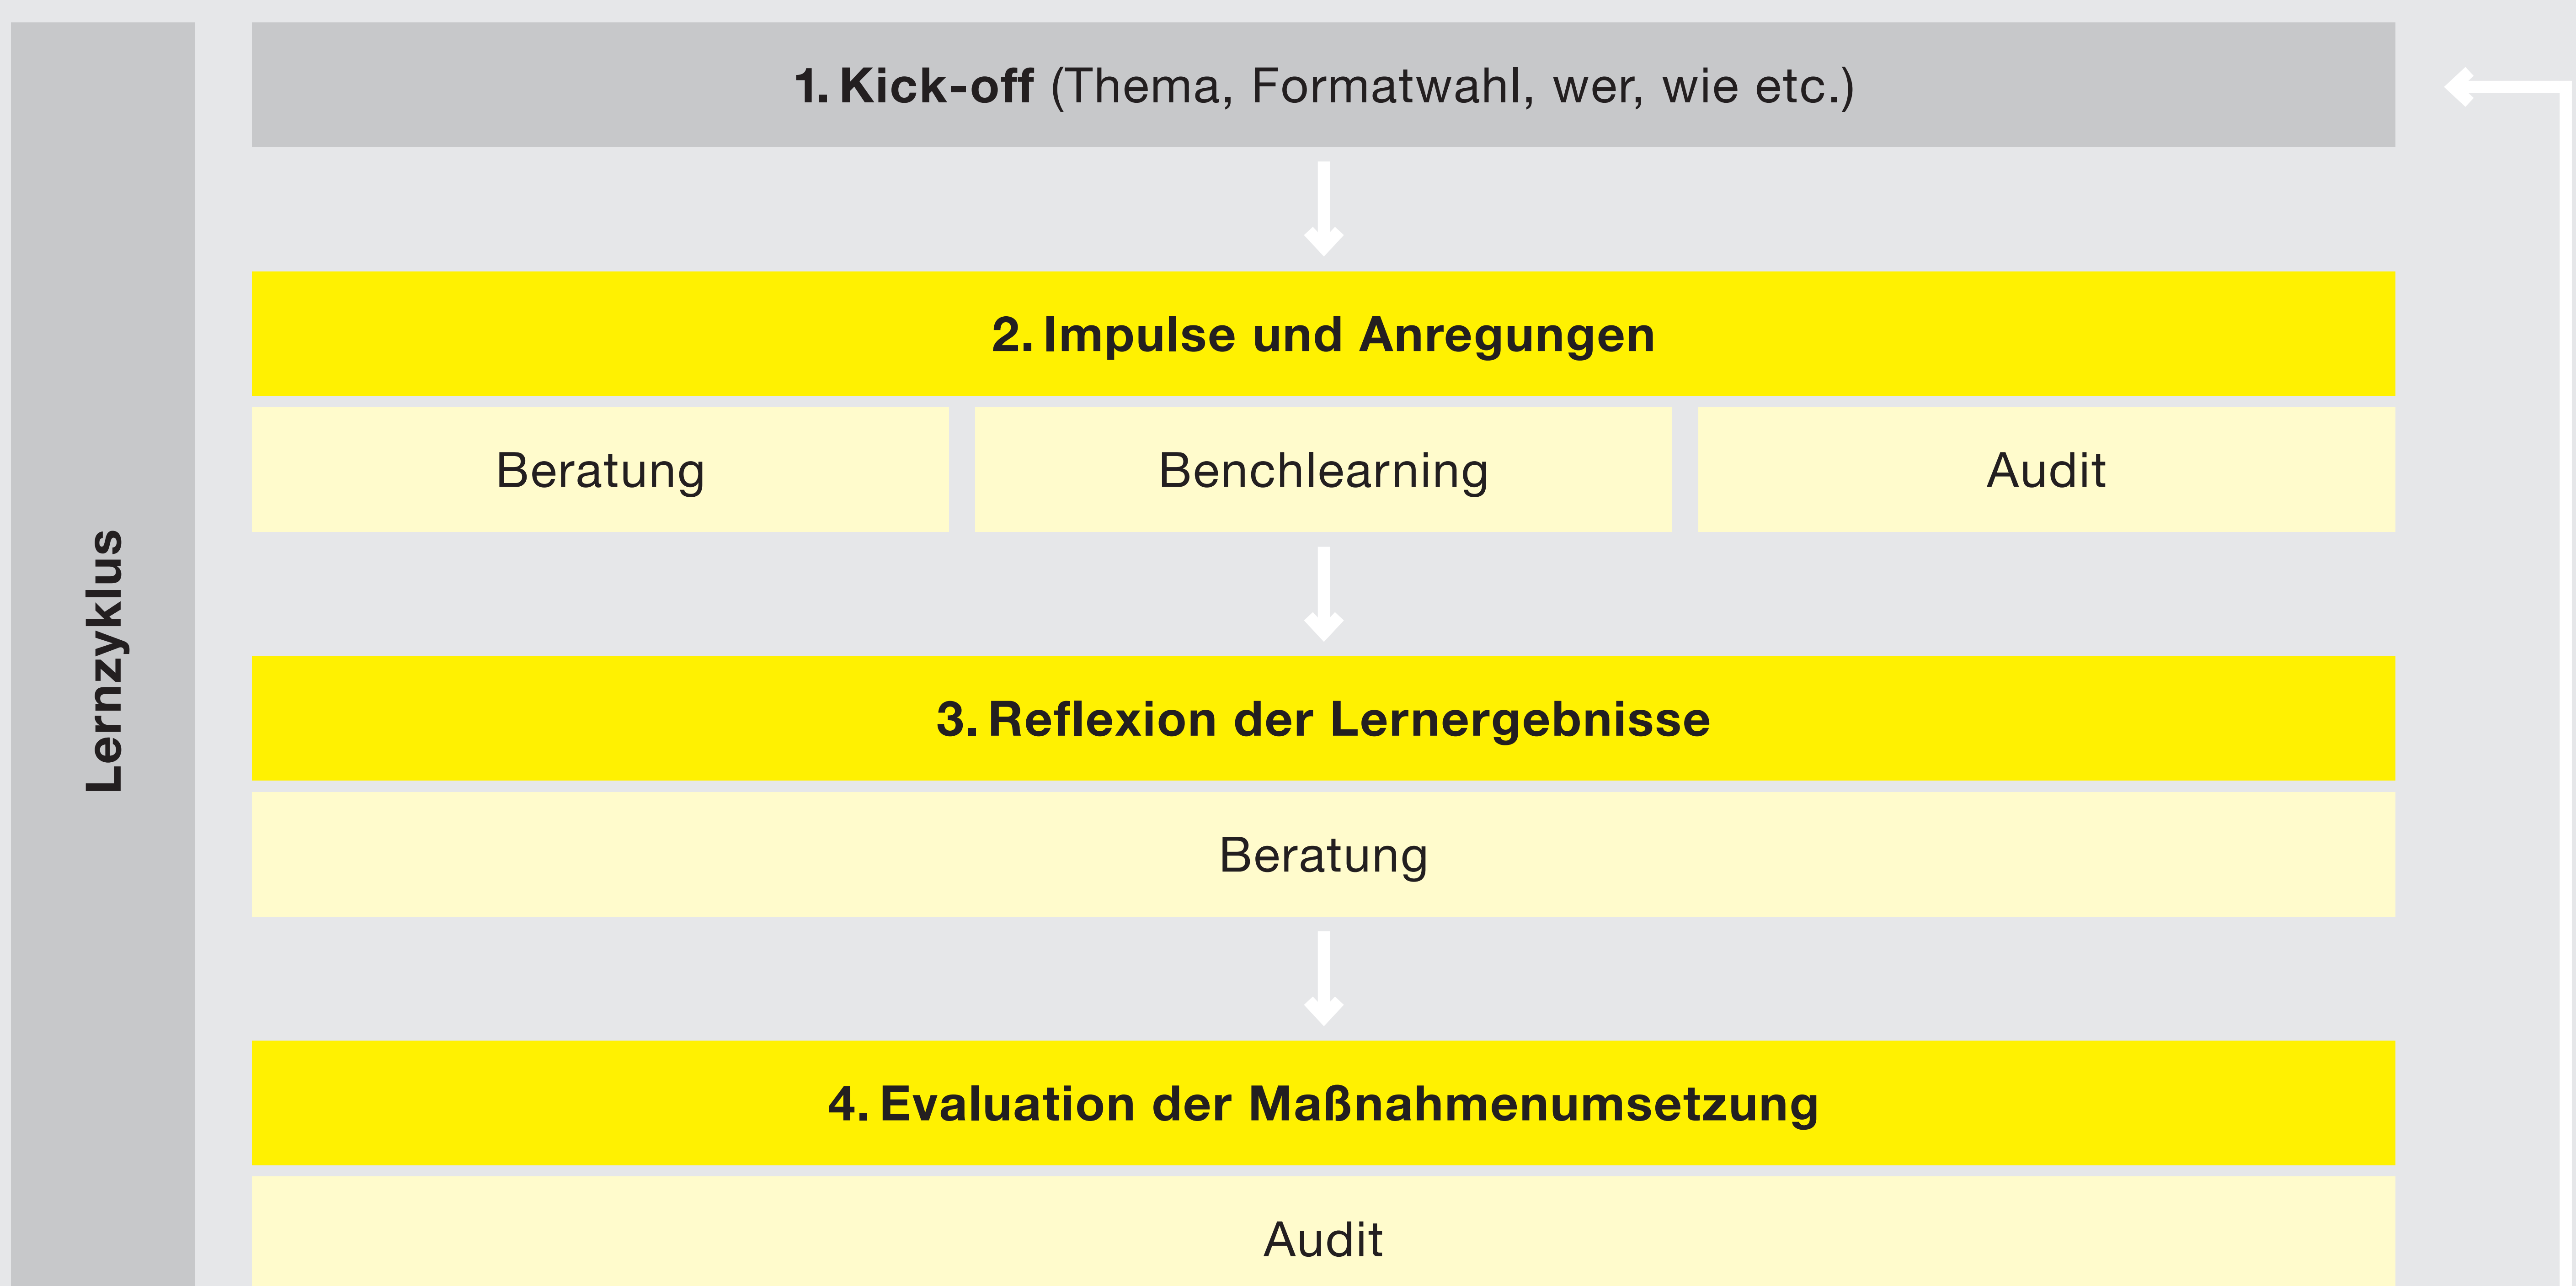 Lernzyklus
1. Kick-off (Thema, Formatwahl, wer, wie etc.)
2. Impulse und Anregungen
Beratung
Benchlearning
Audit
3. Reflexion der Lernergebnisse
Beratung
4. Evaluation der Maßnahmenumsetzung
Audit